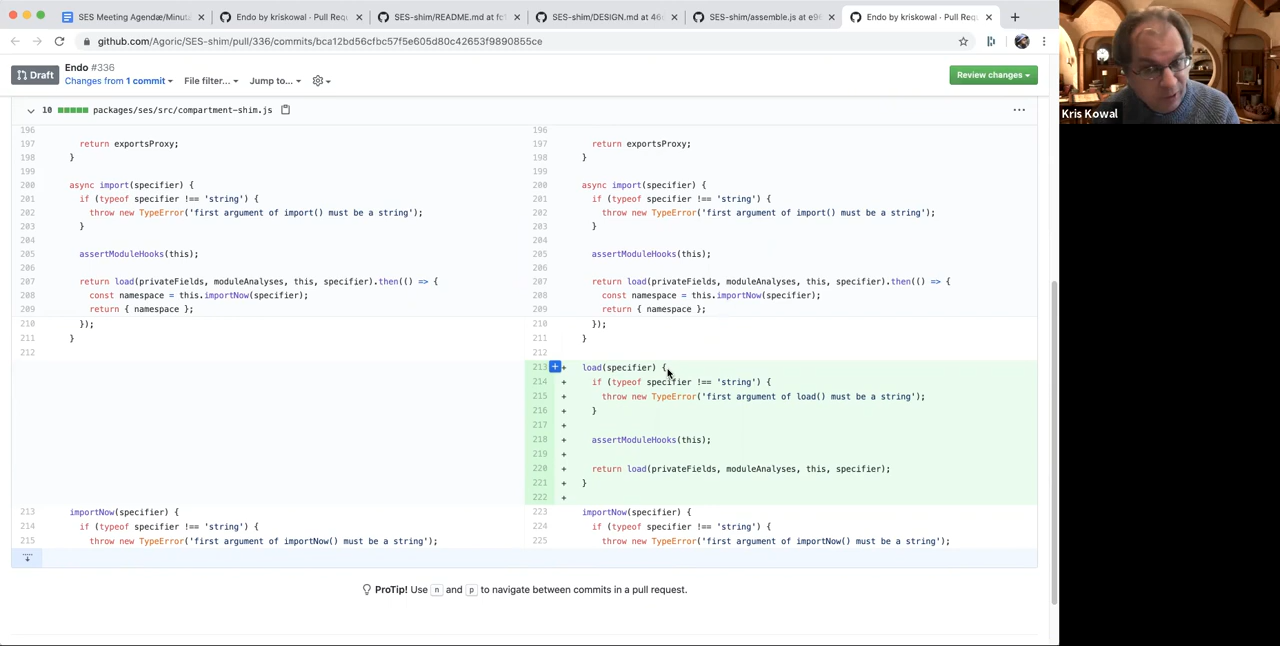 SES Meeting Agendæ/Minuta
Endo by kriskowal · Pull Req
SES-shim/README.md at fc
SES-shim/DESIGN.md at 46
SES-shim/assemble.js at e9
Endo by kriskowal · Pull Req
github.com/Agoric/SES-shim/pull/336/commits/bca12bd56cfbc57f5e605d80c42653f9890855ce
Draft
Endo #336
Changes from 1 commit
File filter...
Jump to...
Review changes
10 packages/ses/src/compartment-shim.js
196 196
197 return exportsProxy; 197 return exportsProxy;
198 } 198 }
199 199
200 async import(specifier) { 200 async import(specifier) {
201 if (typeof specifier !== 'string') { 201 if (typeof specifier !== 'string') {
202 throw new TypeError('first argument of import() must be a string'); 202 throw new TypeError('first argument of import() must be a string');
203 } 203 }
204 204
205 assertModuleHooks(this); 205 assertModuleHooks(this);
206 206
207 return load(privateFields, moduleAnalyses, this, specifier).then(() => { 207 return load(privateFields, moduleAnalyses, this, specifier).then(() => {
208 const namespace = this.importNow(specifier); 208 const namespace = this.importNow(specifier);
209 return { namespace }; 209 return { namespace };
210 }); 210 });
211 } 211 }
212 212
213 + load(specifier) {
214 + if (typeof specifier !== 'string') {
215 + throw new TypeError('first argument of load() must be a string');
216 + }
217 +
218 + assertModuleHooks(this);
219 +
220 + return load(privateFields, moduleAnalyses, this, specifier);
221 + }
222 +
213 importNow(specifier) { 223 importNow(specifier) {
214 if (typeof specifier !== 'string') { 224 if (typeof specifier !== 'string') {
215 throw new TypeError('first argument of importNow() must be a string'); 225 throw new TypeError('first argument of importNow() must be a string');
ProTip! Use n and p to navigate between commits in a pull request.
Kris Kowal